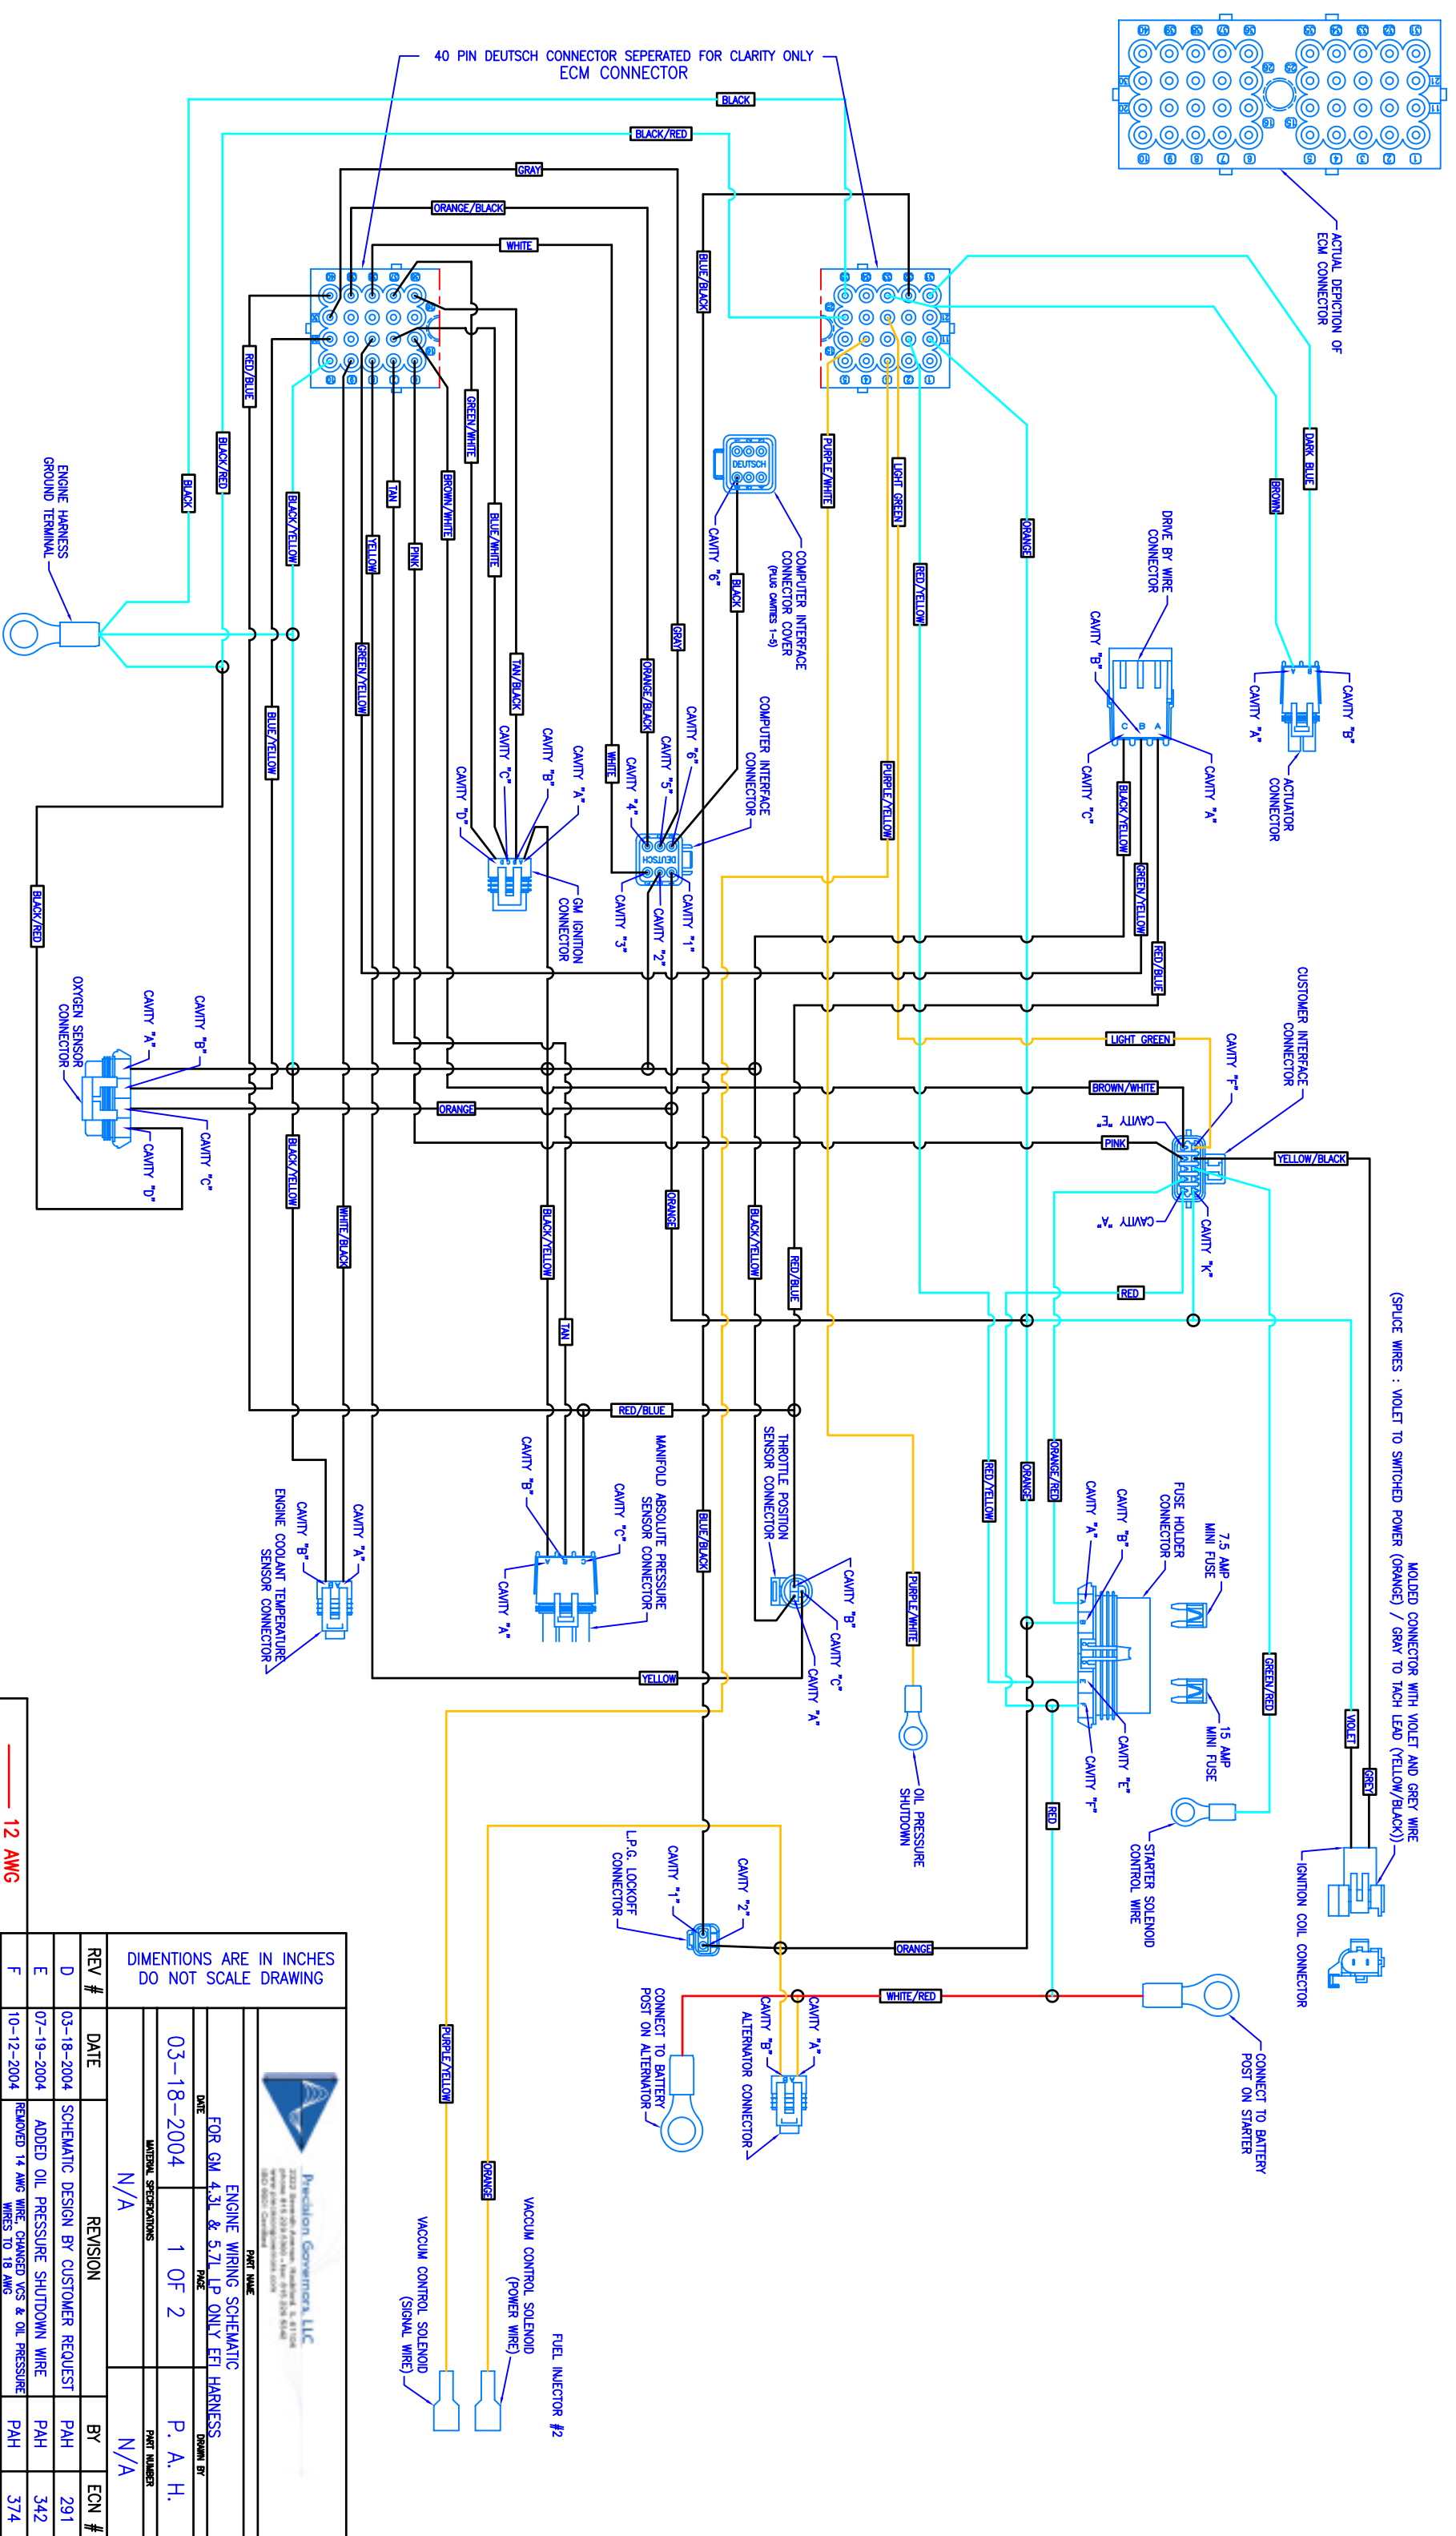 40 PIN DEUTSCH CONNECTOR SEPERATED FOR CLARITY ONLY
ECM CONNECTOR
ACTUAL DEPICTION OF
ECM CONNECTOR
BLACK
BLACK/RED
GRAY
ORANGE/BLACK
WHITE
BLUE/BLACK
RED/BLUE
GREEN/WHITE
BLUE/WHITE
BROWN/WHITE
TAN
PINK
YELLOW
BLACK/RED
BLACK
BLACK/YELLOW
ENGINE HARNESS
GROUND TERMINAL
PURPLE/WHITE
LIGHT GREEN
ORANGE
DARK BLUE
BROWN
RED/YELLOW
DEUTSCH
CAVITY "6"
COMPUTER INTERFACE
CONNECTOR COVER
(PLUG CAVITIES 1-5)
BLACK
DRIVE BY WIRE
CONNECTOR
CAVITY "B"
C B A
CAVITY "A"
CAVITY "C"
B
A
CAVITY "B"
CAVITY "A"
ACTUATOR
CONNECTOR
GRAY
ORANGE/BLACK
TAN/BLACK
GREEN/YELLOW
BLUE/YELLOW
WHITE
COMPUTER INTERFACE
CONNECTOR
CAVITY "6"
CAVITY "5"
CAVITY "4"
DEUTSCH
CAVITY "1"
CAVITY "2"
CAVITY "3"
CAVITY "A"
CAVITY "B"
CAVITY "C"
CAVITY "D"
GM IGNITION
CONNECTOR
PURPLE/YELLOW
BLACK/YELLOW
GREEN/YELLOW
RED/BLUE
BLACK/RED
OXYGEN SENSOR
CONNECTOR
CAVITY "A"
CAVITY "B"
CAVITY "C"
CAVITY "D"
ORANGE
LIGHT GREEN
BROWN/WHITE
PINK
CUSTOMER INTERFACE
CONNECTOR
CAVITY "F"
CAVITY "E"
CAVITY "A"
CAVITY "K"
YELLOW/BLACK
BLACK/YELLOW
WHITE/BLACK
BLACK/YELLOW
TAN
ORANGE
BLACK/YELLOW
RED/BLUE
RED
RED/BLUE
MOLDED CONNECTOR WITH VIOLET AND GREY WIRE
(SPLICE WIRES : VIOLET TO SWITCHED POWER (ORANGE) / GRAY TO TACH LEAD (YELLOW/BLACK))
THROTTLE POSITION
SENSOR CONNECTOR
CAVITY "B"
CAVITY "C"
CAVITY "A"
MANIFOLD ABSOLUTE PRESSURE
SENSOR CONNECTOR
CAVITY "C"
CAVITY "B"
CAVITY "A"
A B C
ENGINE COOLANT TEMPERATURE
SENSOR CONNECTOR
CAVITY "A"
CAVITY "B"
BLUE/BLACK
RED/YELLOW
ORANGE
ORANGE/RED
FUSE HOLDER
CONNECTOR
CAVITY "B"
CAVITY "A"
A
B
E
F
CAVITY "E"
CAVITY "F"
7.5 AMP
MINI FUSE
15 AMP
MINI FUSE
PURPLE/WHITE
YELLOW
OIL PRESSURE
SHUTDOWN
GREEN/RED
VIOLET
GREY
RED
STARTER SOLENOID
CONTROL WIRE
IGNITION COIL CONNECTOR
L.P.G. LOCKOFF
CONNECTOR
CAVITY "1"
CAVITY "2"
ORANGE
WHITE/RED
CONNECT TO BATTERY
POST ON ALTERNATOR
CAVITY "A"
CAVITY "B"
ALTERNATOR CONNECTOR
CONNECT TO BATTERY
POST ON STARTER
PURPLE/YELLOW
ORANGE
VACCUM CONTROL SOLENOID
(POWER WIRE)
VACCUM CONTROL SOLENOID
(SIGNAL WIRE)
FUEL INJECTOR #2
12 AWG
DIMENTIONS ARE IN INCHES
DO NOT SCALE DRAWING
Precision Governors, LLC
PART NAME
ENGINE WIRING SCHEMATIC
FOR GM 4.3L & 5.7L LP ONLY EFI HARNESS
DATE PAGE DRAWN BY
03-18-2004 1 OF 2 P. A. H.
MATERIAL SPECIFICATIONS PART NUMBER
N/A N/A
REV # DATE REVISION BY ECN #
D 03-18-2004 SCHEMATIC DESIGN BY CUSTOMER REQUEST PAH 291
E 07-19-2004 ADDED OIL PRESSURE SHUTDOWN WIRE PAH 342
F 10-12-2004 REMOVED 14 AWG WIRE, CHANGED VCS & OIL PRESSURE WIRES TO 18 AWG PAH 374